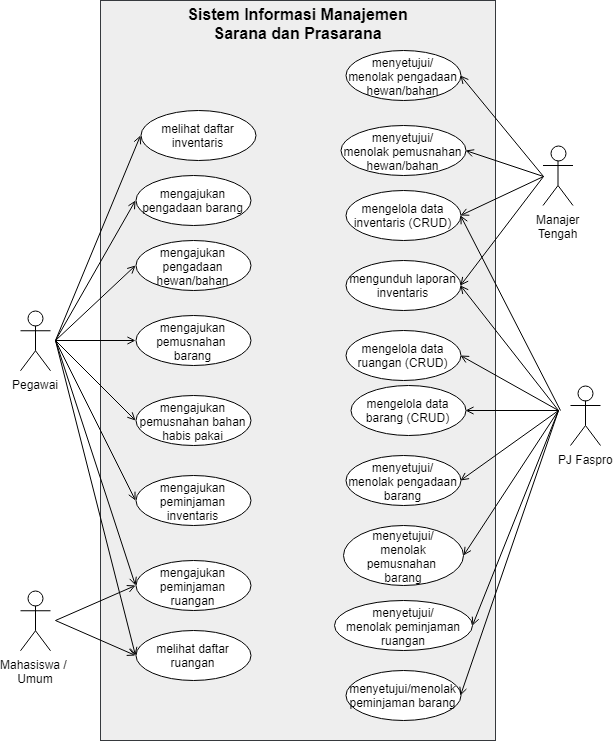 Sistem Informasi Manajemen
Sarana dan Prasarana
melihat daftar
inventaris
mengajukan
pengadaan barang
mengajukan
pengadaan
hewan/bahan
mengajukan
pemusnahan
barang
mengajukan
pemusnahan bahan
habis pakai
mengajukan
peminjaman
inventaris
mengajukan
peminjaman
ruangan
melihat daftar
ruangan
menyetujui/
menolak pengadaan
hewan/bahan
menyetujui/
menolak pemusnahan
hewan/bahan
mengelola data
inventaris (CRUD)
mengunduh laporan
inventaris
mengelola data
ruangan (CRUD)
mengelola data
barang (CRUD)
menyetujui/
menolak pengadaan
barang
menyetujui/
menolak
pemusnahan
barang
menyetujui/
menolak peminjaman
ruangan
menyetujui/menolak
peminjaman barang
Pegawai
Mahasiswa /
Umum
Manajer
Tengah
PJ Faspro